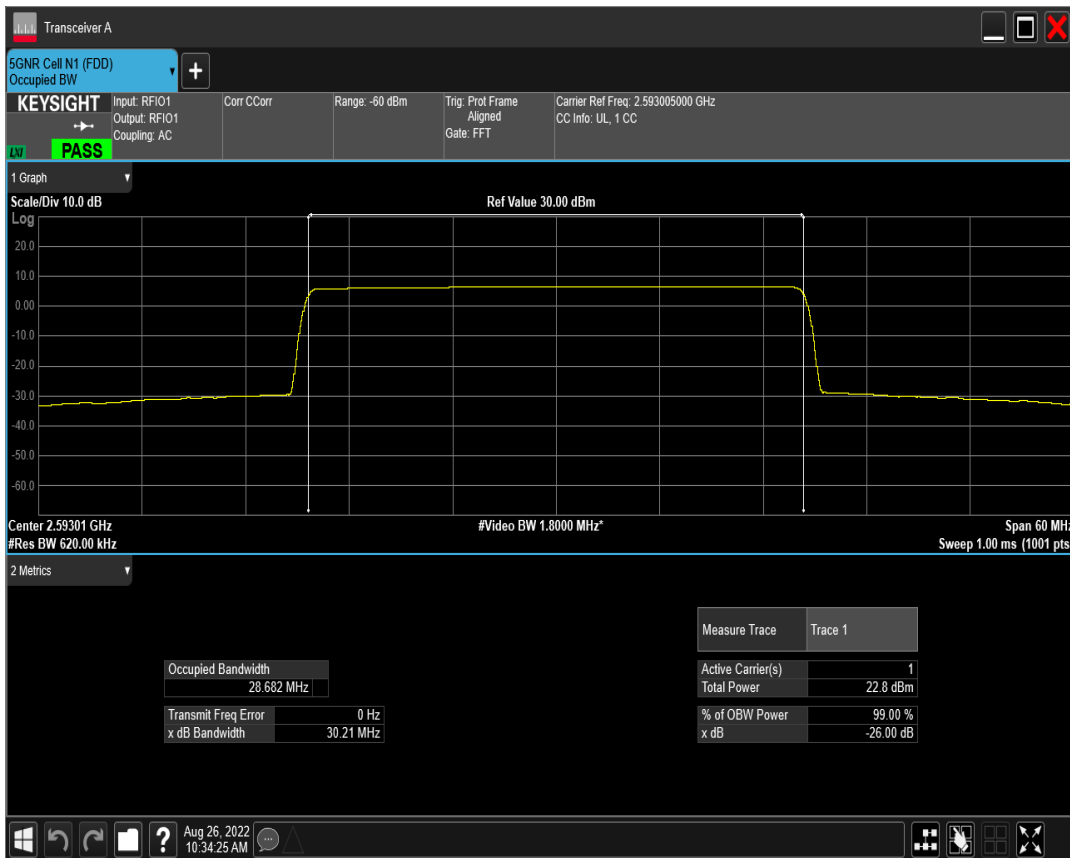 Transceiver A
5GNR Cell N1 (FDD)
Occupied BW
+
KEYSIGHT
LXI
PASS
Input: RFIO1
Output: RFIO1
Coupling: AC
Corr CCorr
Range: -60 dBm
Trig: Prot Frame
Aligned
Gate: FFT
Carrier Ref Freq: 2.593005000 GHz
CC Info: UL, 1 CC
1 Graph
Scale/Div 10.0 dB
Ref Value 30.00 dBm
Log
20.0
10.0
0.00
-10.0
-20.0
-30.0
-40.0
-50.0
-60.0
Center 2.59301 GHz
#Video BW 1.8000 MHz*
Span 60 MHz
#Res BW 620.00 kHz
Sweep 1.00 ms (1001 pts
2 Metrics
Measure Trace Trace 1
Occupied Bandwidth
28.682 MHz
Active Carrier(s) 1
Total Power 22.8 dBm
Transmit Freq Error 0 Hz
x dB Bandwidth 30.21 MHz
% of OBW Power 99.00 %
x dB -26.00 dB
?
Aug 26, 2022
10:34:25 AM